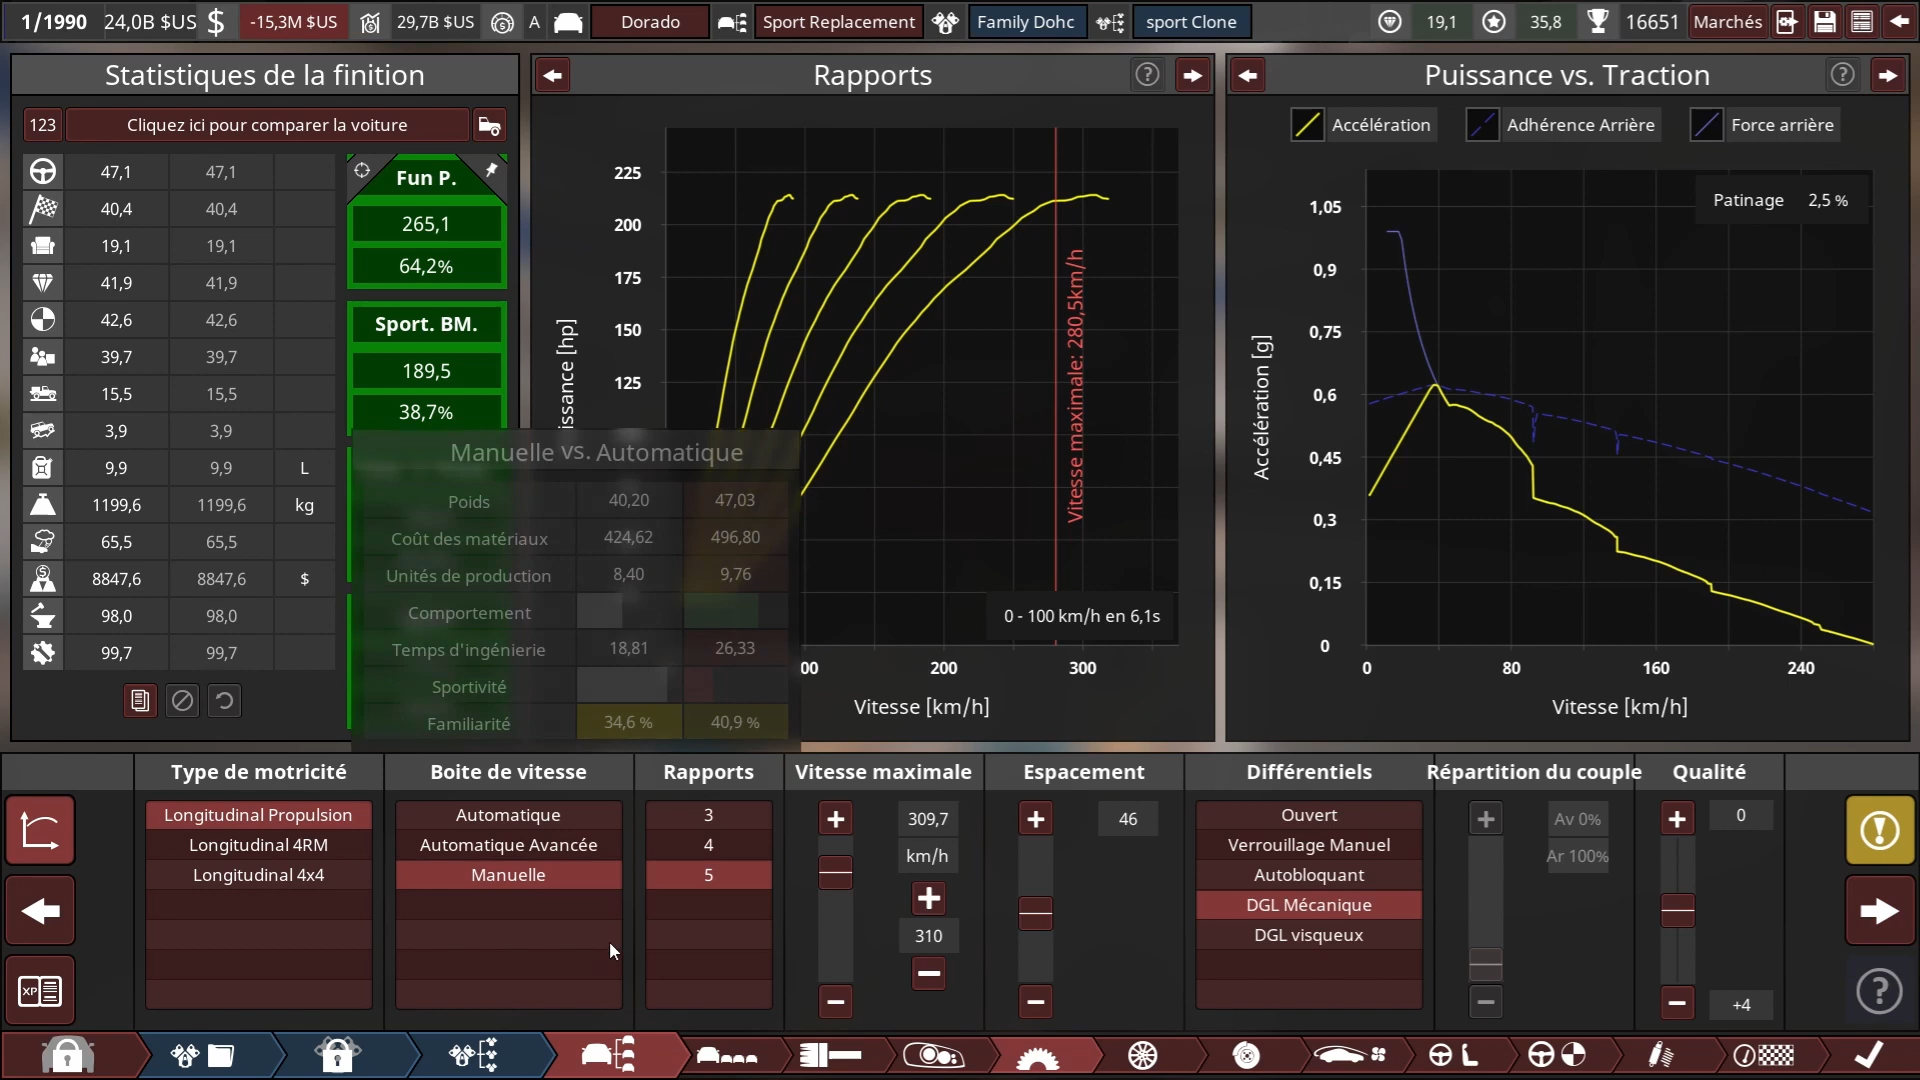 1/1990 24,0B $US $ -15,3M $US 29,7B $US A Dorado Sport Replacement Family Dohc sport Clone 19,1 35,8 16651 Marchés
Statistiques de la finition
123 Cliquez ici pour comparer la voiture
47,1 47,1
40,4 40,4
19,1 19,1
41,9 41,9
42,6 42,6
39,7 39,7
15,5 15,5
3,9 3,9
9,9 9,9 L
1199,6 1199,6 kg
65,5 65,5
8847,6 8847,6 $
98,0 98,0
99,7 99,7
Fun P.
265,1
64,2%
Sport. BM.
189,5
38,7%
Manuelle vs. Automatique
Poids 40,20 47,03
Coût des matériaux 424,62 496,80
Unités de production 8,40 9,76
Comportement
Temps d'ingénierie 18,81 26,33
Sportivité
Familiarité 34,6 % 40,9 %
Rapports ?
225
200
175
150
125
issance [hp]
Vitesse maximale: 280,5km/h
0 - 100 km/h en 6,1s
00 200 300
Vitesse [km/h]
Puissance vs. Traction ?
Accélération Adhérence Arrière Force arrière
Patinage 2,5 %
1,05
0,9
0,75
0,6
0,45
0,3
0,15
0
Accélération [g]
0 80 160 240
Vitesse [km/h]
Type de motricité
Longitudinal Propulsion
Longitudinal 4RM
Longitudinal 4x4
Boite de vitesse
Automatique
Automatique Avancée
Manuelle
Rapports
3
4
5
Vitesse maximale
309,7
km/h
310
Espacement
46
Différentiels
Ouvert
Verrouillage Manuel
Autobloquant
DGL Mécanique
DGL visqueux
Répartition du couple
Av 0%
Ar 100%
Qualité
0
+4
XP
?